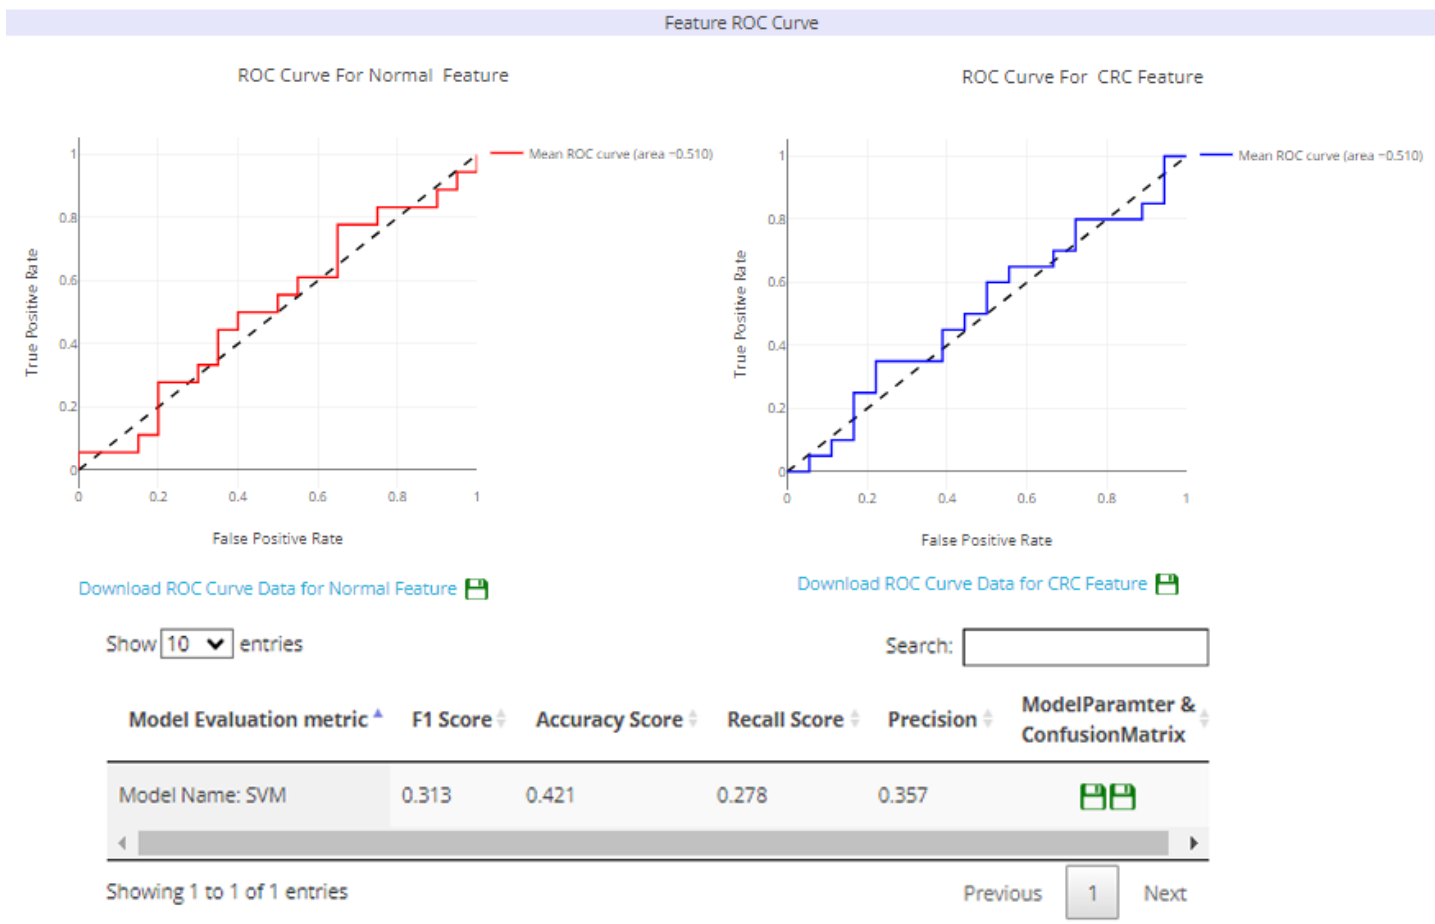 Feature ROC Curve
ROC Curve For Normal Feature
Mean ROC curve (area =0.510)
True Positive Rate
1
0.8
0.6
0.4
0.2
0
0 0.2 0.4 0.6 0.8 1
False Positive Rate
Download ROC Curve Data for Normal Feature
ROC Curve For CRC Feature
Mean ROC curve (area =0.510)
True Positive Rate
1
0.8
0.6
0.4
0.2
0
0 0.2 0.4 0.6 0.8 1
False Positive Rate
Download ROC Curve Data for CRC Feature
Show 10 entries
Search:
Model Evaluation metric F1 Score Accuracy Score Recall Score Precision ModelParamter &
ConfusionMatrix
Model Name: SVM 0.313 0.421 0.278 0.357
Showing 1 to 1 of 1 entries
Previous 1 Next